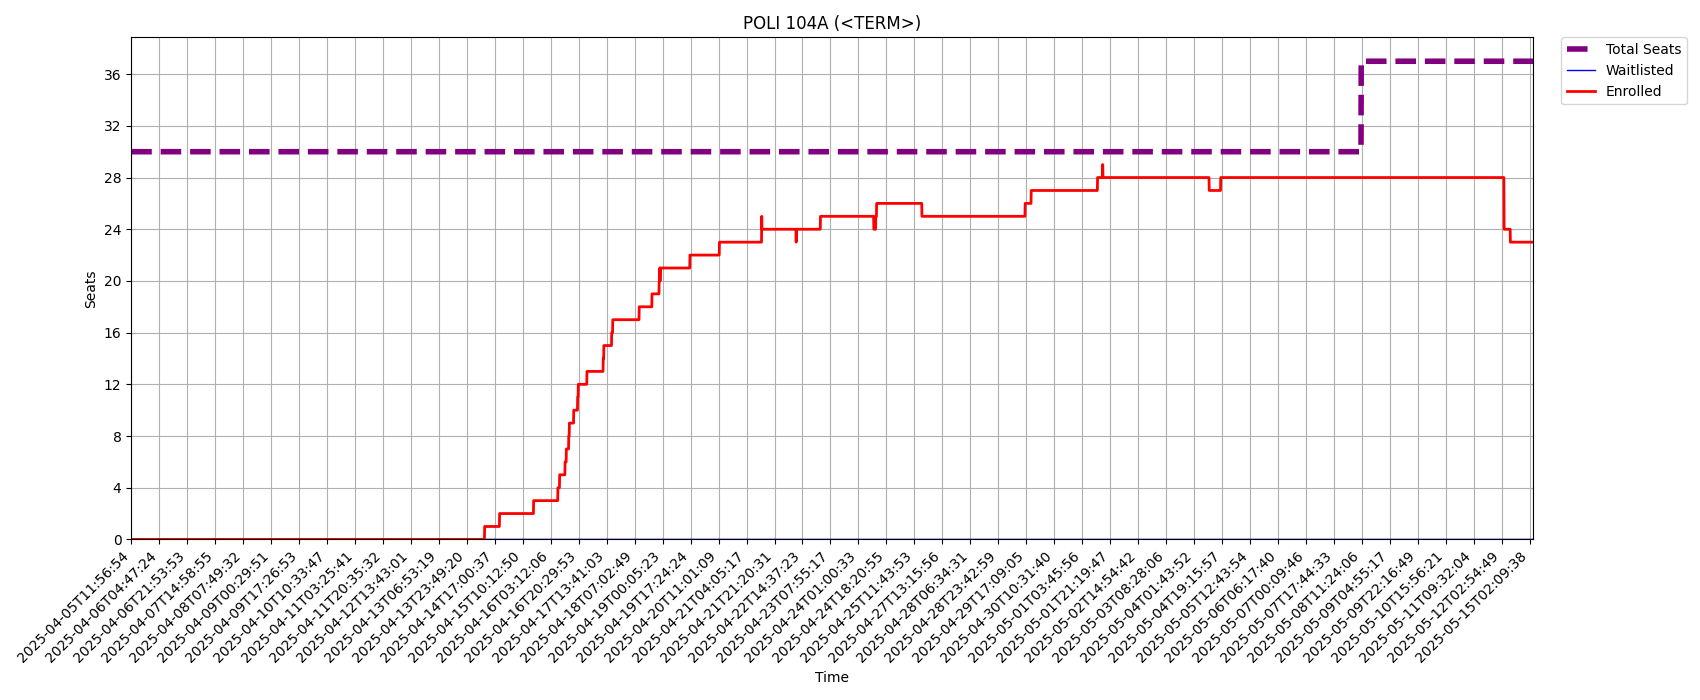 POLI 104A (<TERM>)
Total Seats
Waitlisted
Enrolled
36
32
28
24
20
16
12
8
4
0
Seats
2025-04-05T11:56:54
2025-04-06T04:47:24
2025-04-06T21:53:53
2025-04-07T14:58:55
2025-04-08T07:49:32
2025-04-09T00:29:51
2025-04-09T17:26:53
2025-04-10T10:33:47
2025-04-11T03:25:41
2025-04-11T20:35:32
2025-04-12T13:43:01
2025-04-13T06:53:19
2025-04-13T23:49:20
2025-04-14T17:00:37
2025-04-15T10:12:50
2025-04-16T03:12:06
2025-04-16T20:29:53
2025-04-17T13:41:03
2025-04-18T07:02:49
2025-04-19T00:05:23
2025-04-19T17:24:24
2025-04-20T11:01:09
2025-04-21T04:05:17
2025-04-21T21:20:31
2025-04-22T14:37:23
2025-04-23T07:55:17
2025-04-24T01:00:33
2025-04-24T18:20:55
2025-04-25T11:43:53
2025-04-27T13:15:56
2025-04-28T06:34:31
2025-04-28T23:42:59
2025-04-29T17:09:05
2025-04-30T10:31:40
2025-05-01T03:45:56
2025-05-01T21:19:47
2025-05-02T14:54:42
2025-05-03T08:28:06
2025-05-04T01:43:52
2025-05-04T19:15:57
2025-05-05T12:43:54
2025-05-06T06:17:40
2025-05-07T00:09:46
2025-05-07T17:44:33
2025-05-08T11:24:06
2025-05-09T04:55:17
2025-05-09T22:16:49
2025-05-10T15:56:21
2025-05-11T09:32:04
2025-05-12T02:54:49
2025-05-15T02:09:38
Time